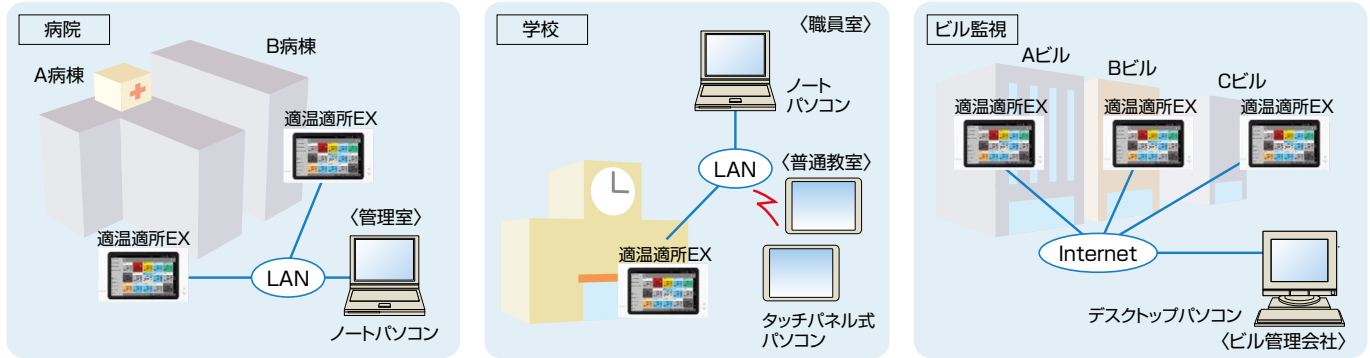 病院
B病棟
A病棟
適温適所EX
〈管理室〉
適温適所EX
LAN
ノートパソコン
学校
〈職員室〉
ノート
パソコン
LAN
〈普通教室〉
適温適所EX
タッチパネル式
パソコン
ビル監視
Aビル
Bビル
Cビル
適温適所EX
適温適所EX
適温適所EX
Internet
デスクトップパソコン
〈ビル管理会社〉